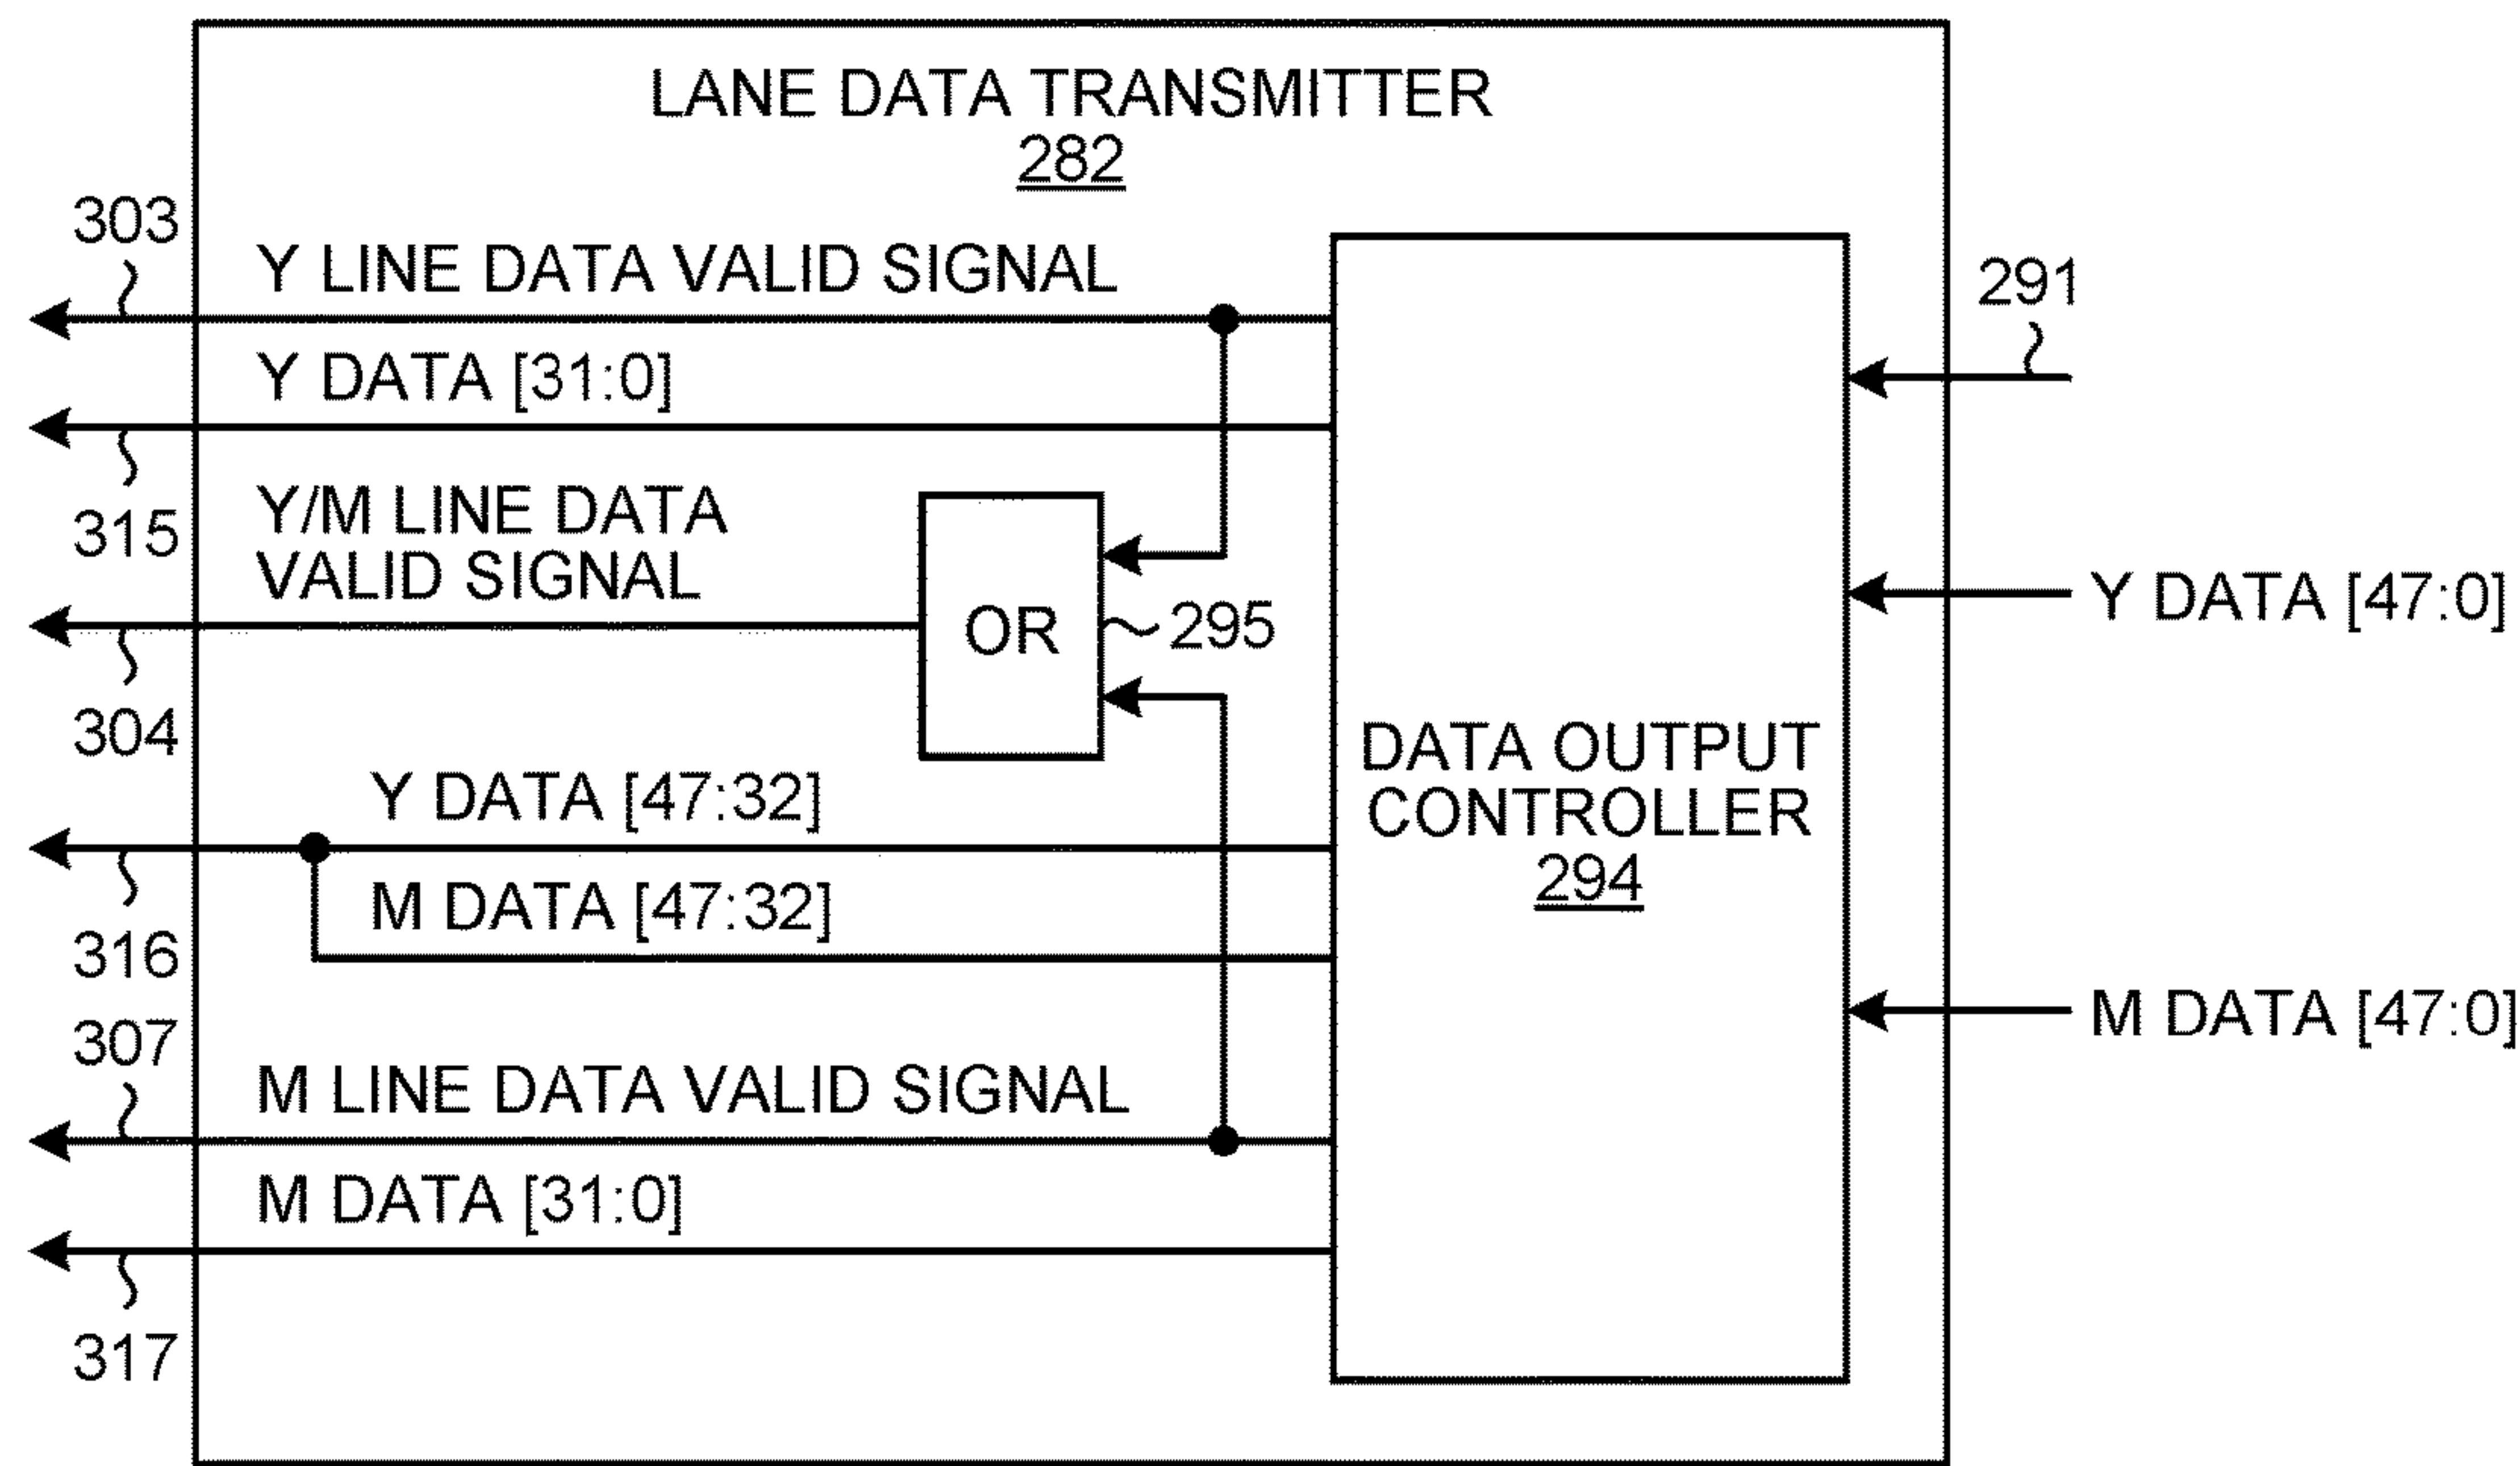 LANE DATA TRANSMITTER
282
303
Y LINE DATA VALID SIGNAL
291
Y DATA [31:0]
315
Y/M LINE DATA
VALID SIGNAL
OR
295
Y DATA [47:0]
304
DATA OUTPUT
CONTROLLER
294
Y DATA [47:32]
M DATA [47:32]
316
M DATA [47:0]
307
M LINE DATA VALID SIGNAL
M DATA [31:0]
317